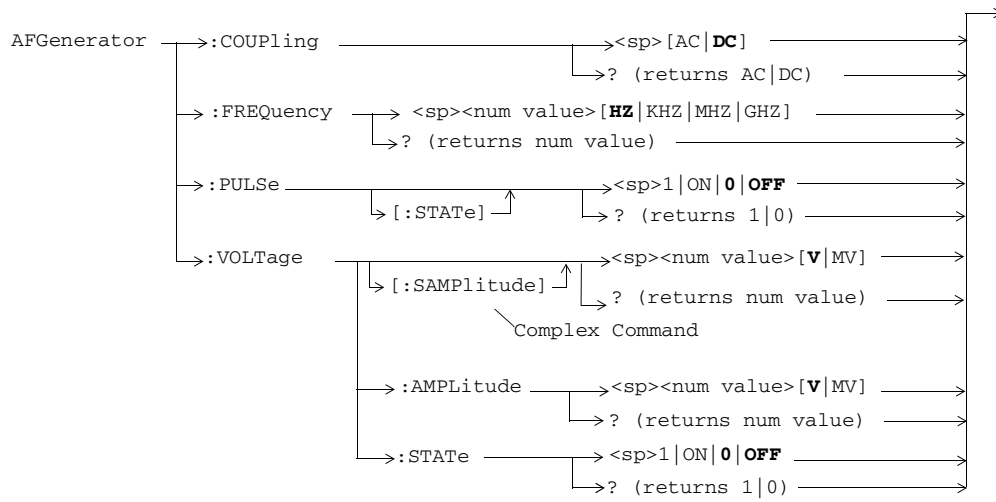 AFGenerator :COUPling <sp>[AC|DC]
? (returns AC|DC)
:FREQuency <sp><num value>[HZ|KHZ|MHZ|GHZ]
? (returns num value)
:PULSe <sp>1|ON|0|OFF
[:STATe] ? (returns 1|0)
:VOLTage <sp><num value>[V|MV]
[:SAMPlitude] ? (returns num value)
Complex Command
:AMPLitude <sp><num value>[V|MV]
? (returns num value)
:STATe <sp>1|ON|0|OFF
? (returns 1|0)